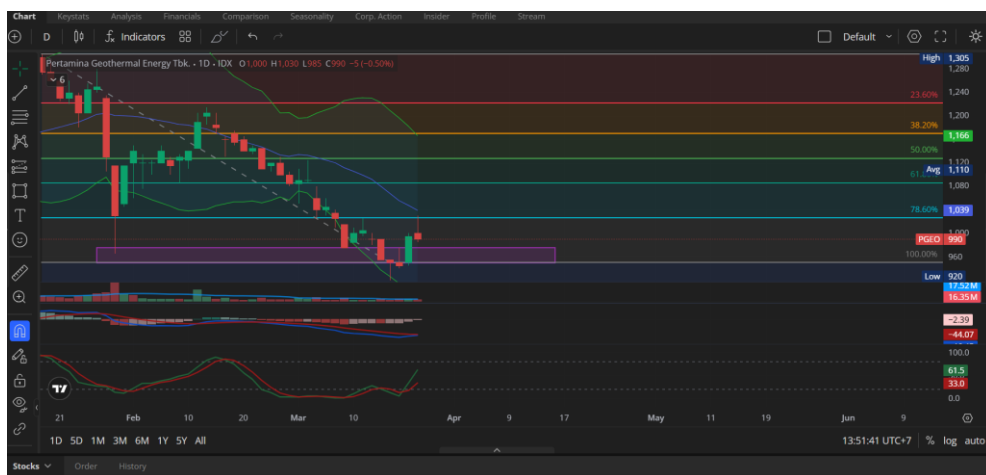 Chart Keystats Analysis Financials Comparison Seasonality Corp. Action Insider Profile Stream
D Indicators Default
Pertamina Geothermal Energy Tbk. · 1D · IDX O1,000 H1,030 L985 C990 -5 (-0.50%)
6
High 1,305
1,280
23.60%
1,240
1,200
38.20%
1,166
50.00%
1,120
61.
Avg 1,110
1,080
78.60%
1,039
1,000
PGEO 990
100.00%
960
Low 920
17.52M
16.35M
−2.39
−44.07
100.0
61.5
33.0
0.0
21 Feb 10 20 Mar 10 Apr 9 17 May 11 19 Jun 9
1D 5D 1M 3M 6M 1Y 5Y All 13:51:41 UTC+7 % log auto
Stocks Order History